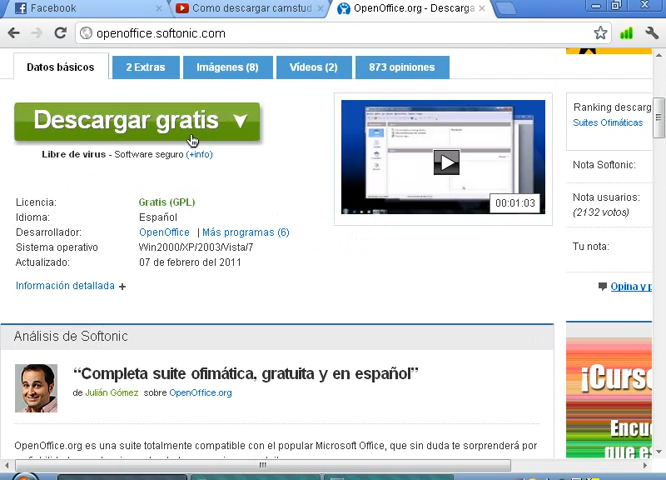 Facebook
Como descargar camstud
OpenOffice.org - Descarga
openoffice.softonic.com
Datos básicos
2 Extras
Imágenes (8)
Vídeos (2)
873 opiniones
Descargar gratis
Libre de virus - Software seguro (+info)
00:01:03
Ranking descarg
Suites Ofimáticas
Nota Softonic:
Nota usuarios:
(2132 votos)
Tu nota:
Opina y p
Licencia: Gratis (GPL)
Idioma: Español
Desarrollador: OpenOffice | Más programas (6)
Sistema operativo Win2000/XP/2003/Vista/7
Actualizado: 07 de febrero del 2011
Información detallada +
Análisis de Softonic
“Completa suite ofimática, gratuita y en español”
de Julián Gómez sobre OpenOffice.org
OpenOffice.org es una suite totalmente compatible con el popular Microsoft Office, que sin duda te sorprenderá por
¡Curso
Encue
que es